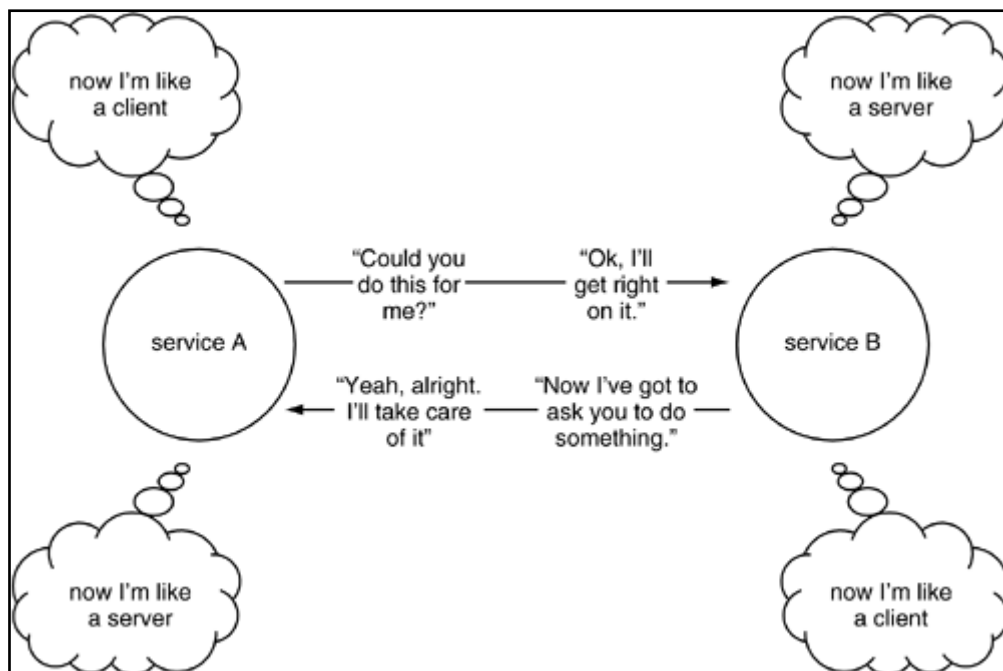 now I’m like
a client
now I’m like
a server
“Could you
do this for
me?”
“Ok, I’ll
get right
on it.”
service A
service B
“Yeah, alright.
I’ll take care
of it”
“Now I’ve got to
ask you to do
something.”
now I’m like
a server
now I’m like
a client